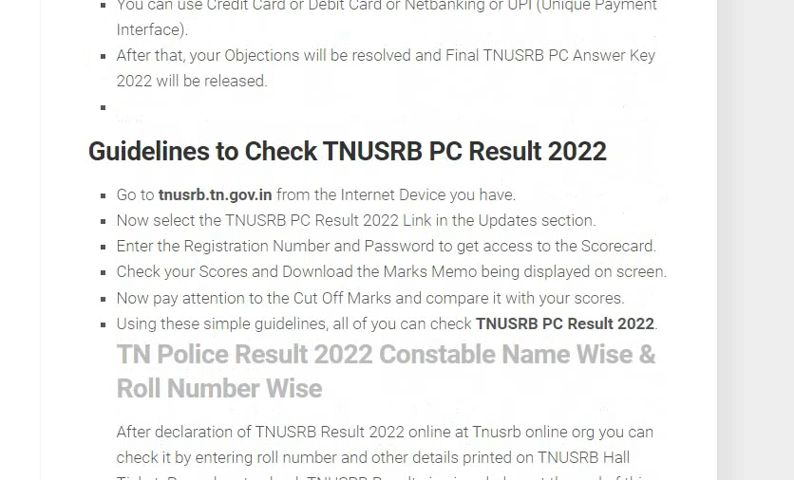 You can use Credit Card or Debit Card or Netbanking or UPI (Unique Payment
Interface).
After that, your Objections will be resolved and Final TNUSRB PC Answer Key
2022 will be released.
Guidelines to Check TNUSRB PC Result 2022
Go to tnusrb.tn.gov.in from the Internet Device you have.
Now select the TNUSRB PC Result 2022 Link in the Updates section.
Enter the Registration Number and Password to get access to the Scorecard.
Check your Scores and Download the Marks Memo being displayed on screen.
Now pay attention to the Cut Off Marks and compare it with your scores.
Using these simple guidelines, all of you can check TNUSRB PC Result 2022.
TN Police Result 2022 Constable Name Wise &
Roll Number Wise
After declaration of TNUSRB Result 2022 online at Tnusrb online org you can
check it by entering roll number and other details printed on TNUSRB Hall